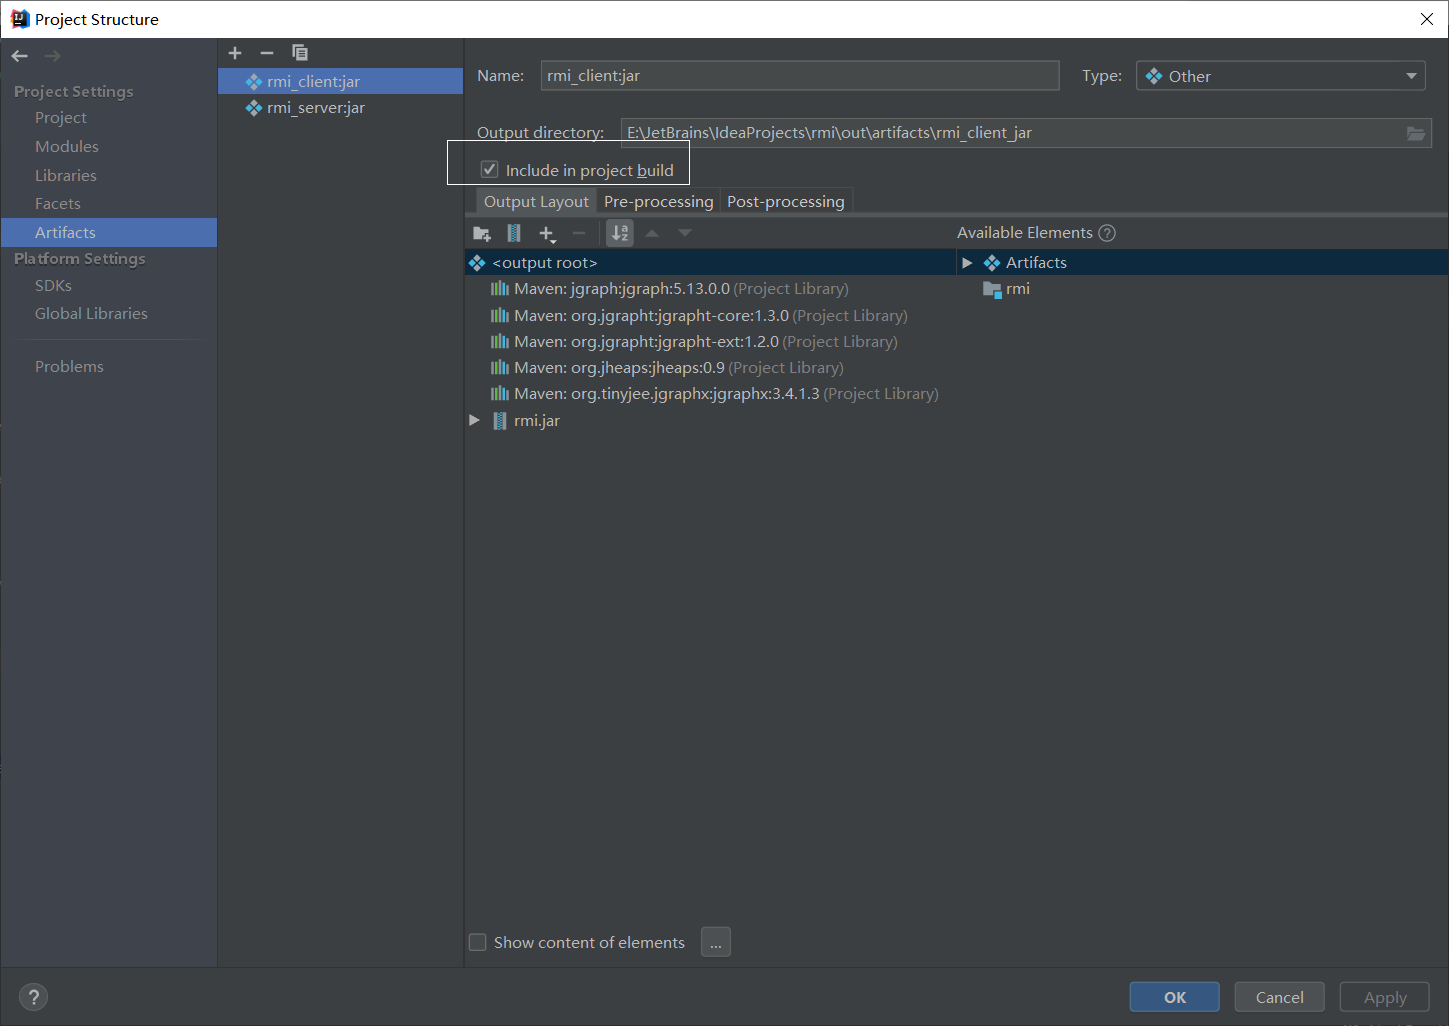 Project Structure
Project Settings
Project
Modules
Libraries
Facets
Artifacts
Platform Settings
SDKs
Global Libraries
Problems
rmi_client:jar
rmi_server:jar
Name: rmi_client:jar Type: Other
Output directory: E:\JetBrains\IdeaProjects\rmi\out\artifacts\rmi_client_jar
Include in project build
Output Layout Pre-processing Post-processing
Available Elements ?
<output root>
Maven: jgraph:jgraph:5.13.0.0 (Project Library)
Maven: org.jgrapht:jgrapht-core:1.3.0 (Project Library)
Maven: org.jgrapht:jgrapht-ext:1.2.0 (Project Library)
Maven: org.jheaps:jheaps:0.9 (Project Library)
Maven: org.tinyjee.jgraphx:jgraphx:3.4.1.3 (Project Library)
rmi.jar
Artifacts
rmi
Show content of elements ...
? OK Cancel Apply